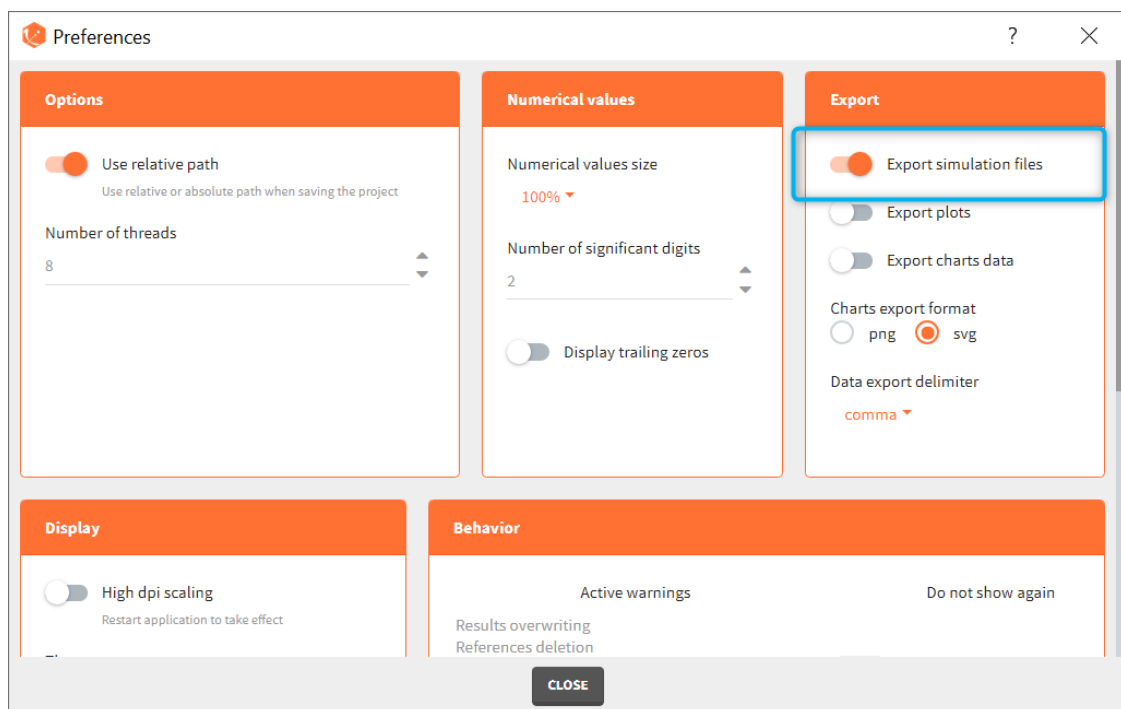 Preferences
?
Options
Use relative path
Use relative or absolute path when saving the project
Number of threads
8
Numerical values
Numerical values size
100%
Number of significant digits
2
Display trailing zeros
Export
Export simulation files
Export plots
Export charts data
Charts export format
png svg
Data export delimiter
comma
Display
High dpi scaling
Restart application to take effect
Behavior
Active warnings Do not show again
Results overwriting
References deletion
CLOSE